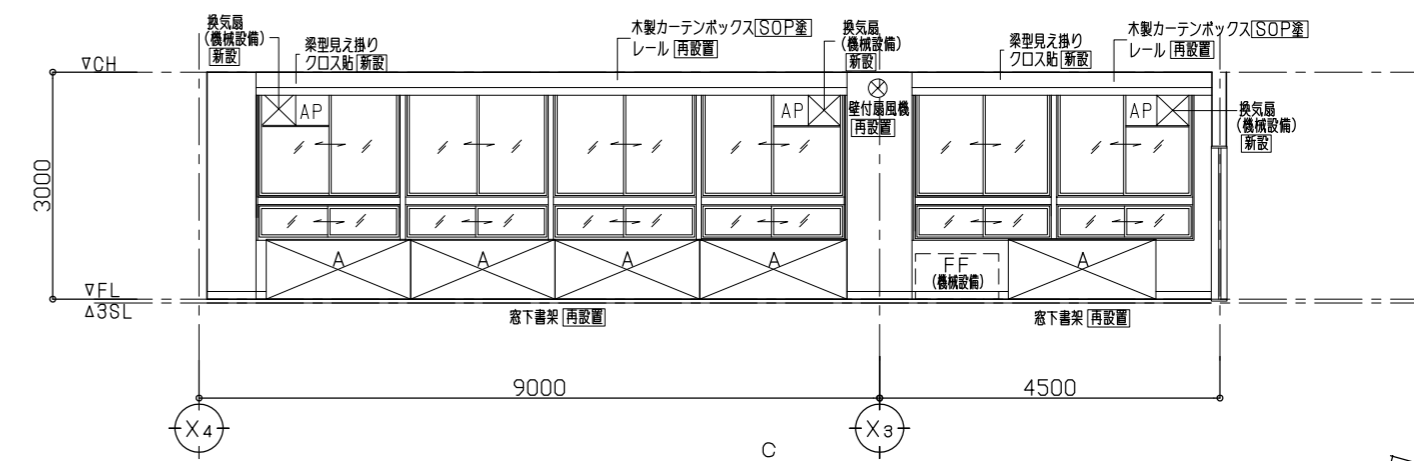 換気扇
(機械設備)
新設
梁型見え掛り
クロス貼 新設
木製カーテンボックス SOP塗
レール 再設置
換気扇
(機械設備)
新設
梁型見え掛り
クロス貼 新設
木製カーテンボックス SOP塗
レール 再設置
▽CH
AP
AP
壁付扇風機
再設置
AP
換気扇
(機械設備)
新設
3000
A
A
A
A
FF
(機械設備)
A
▽FL
△3SL
窓下書架 再設置
窓下書架 再設置
9000
4500
X4
X3
C